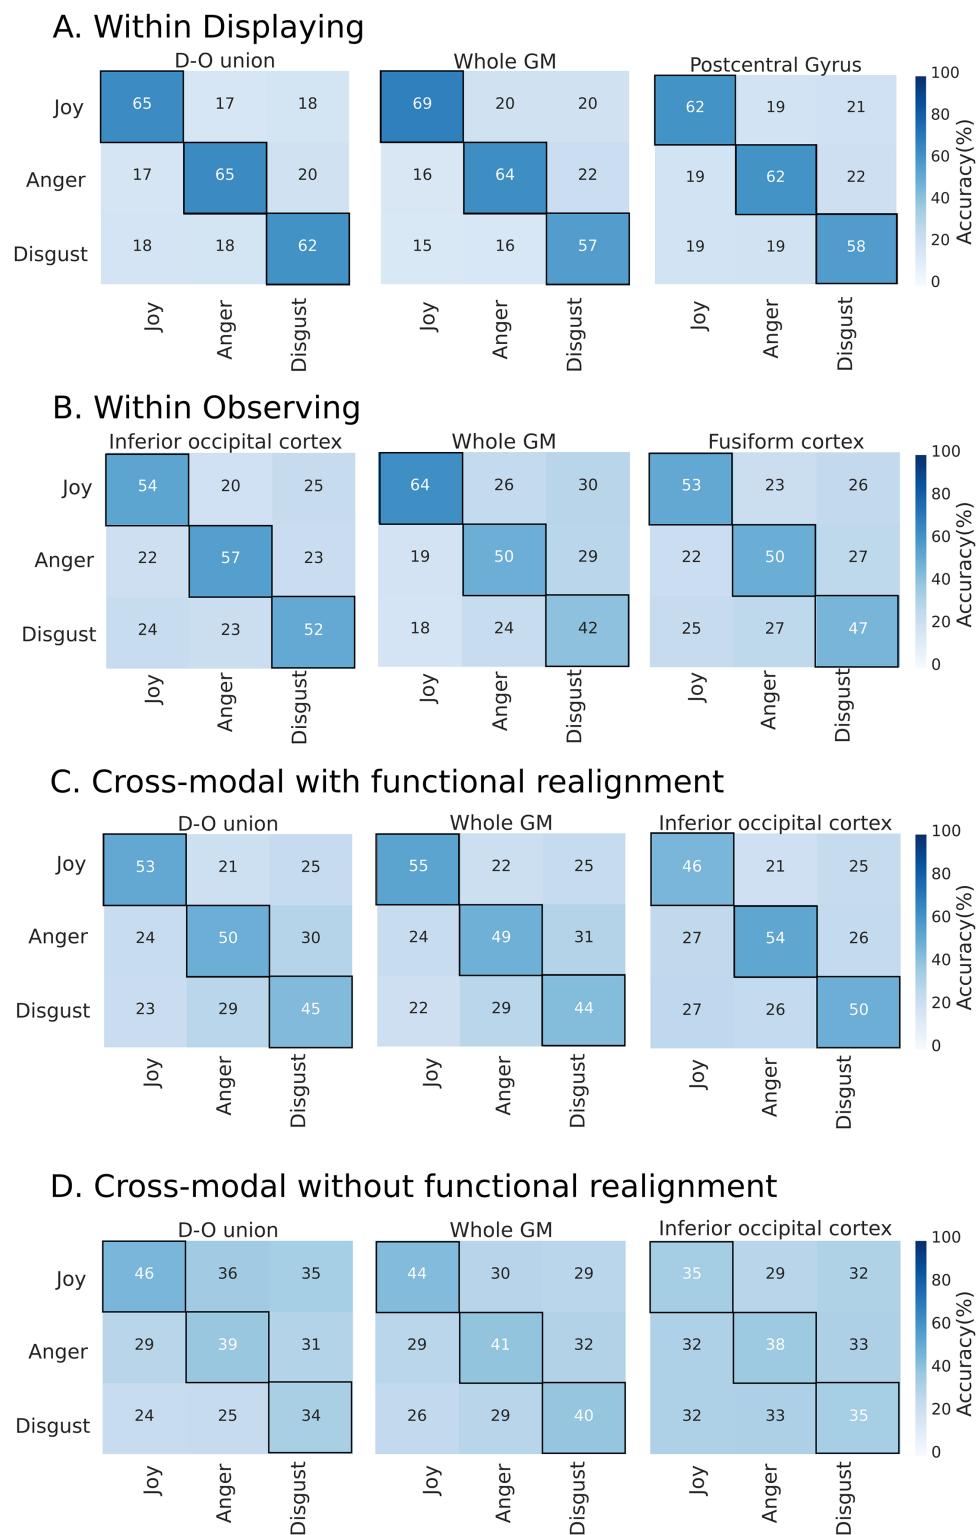 A. Within Displaying
D-O union Whole GM Postcentral Gyrus
Joy 65 17 18 69 20 20 62 19 21
Anger 17 65 20 16 64 22 19 62 22
Disgust 18 18 62 15 16 57 19 19 58
Joy Anger Disgust Joy Anger Disgust Joy Anger Disgust
100
80
60
40
20
0
Accuracy(%)
B. Within Observing
Inferior occipital cortex Whole GM Fusiform cortex
Joy 54 20 25 64 26 30 53 23 26
Anger 22 57 23 19 50 29 22 50 27
Disgust 24 23 52 18 24 42 25 27 47
Joy Anger Disgust Joy Anger Disgust Joy Anger Disgust
100
80
60
40
20
0
Accuracy(%)
C. Cross-modal with functional realignment
D-O union Whole GM Inferior occipital cortex
Joy 53 21 25 55 22 25 46 21 25
Anger 24 50 30 24 49 31 27 54 26
Disgust 23 29 45 22 29 44 27 26 50
Joy Anger Disgust Joy Anger Disgust Joy Anger Disgust
100
80
60
40
20
0
Accuracy(%)
D. Cross-modal without functional realignment
D-O union Whole GM Inferior occipital cortex
Joy 46 36 35 44 30 29 35 29 32
Anger 29 39 31 29 41 32 32 38 33
Disgust 24 25 34 26 29 40 32 33 35
Joy Anger Disgust Joy Anger Disgust Joy Anger Disgust
100
80
60
40
20
0
Accuracy(%)